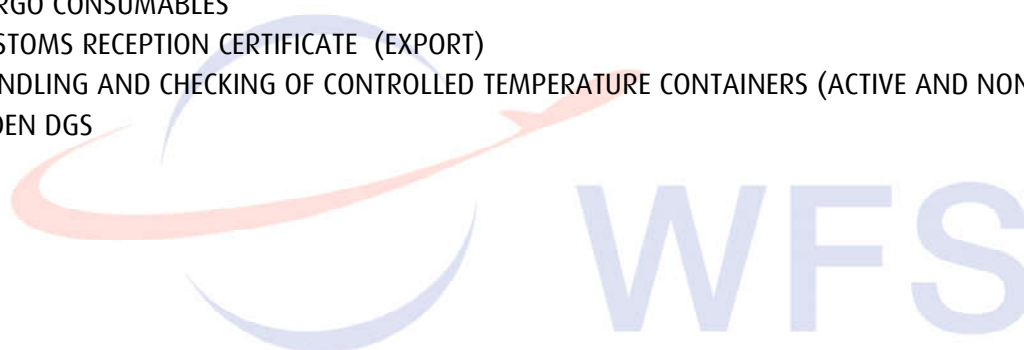 RGO CONSUMABLES
STOMS RECEPTION CERTIFICATE (EXPORT)
NDLING AND CHECKING OF CONTROLLED TEMPERATURE CONTAINERS (ACTIVE AND NON
DEN DGS
WFS